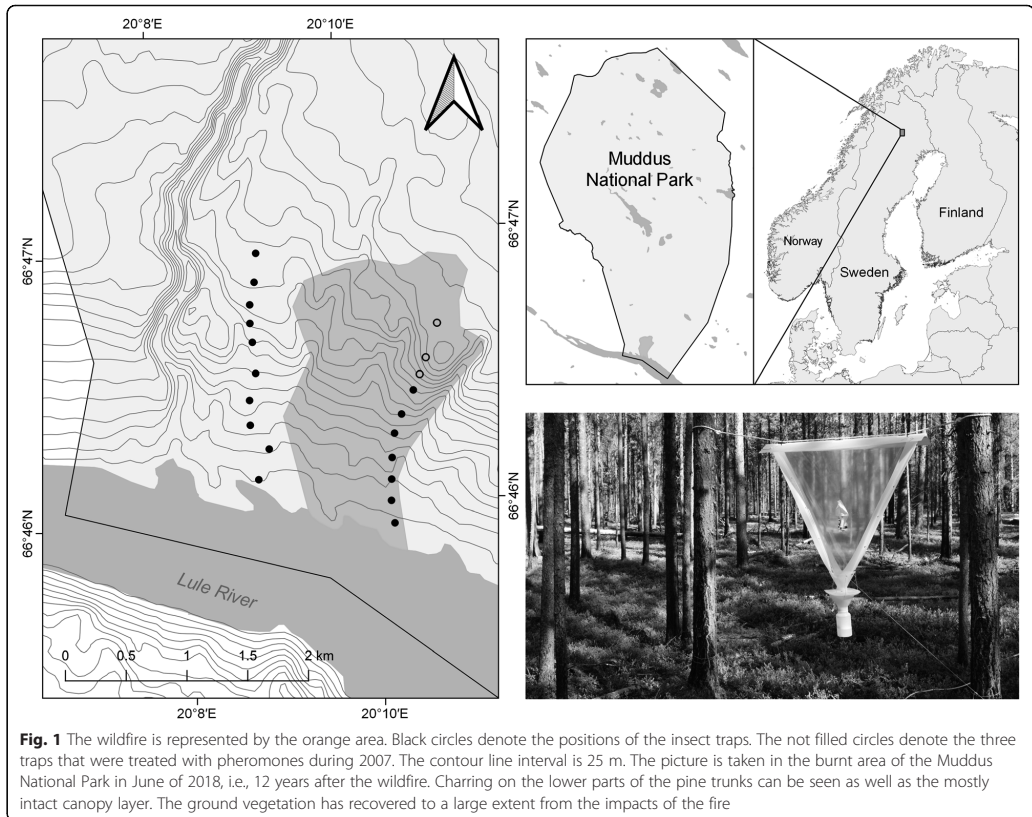 20°8′E 20°10′E
66°47′N
66°46′N
66°47′N
66°46′N
Lule River
0 0.5 1 1.5 2 km
20°8′E 20°10′E
Muddus
National Park
Norway
Sweden
Finland
Fig. 1 The wildfire is represented by the orange area. Black circles denote the positions of the insect traps. The not filled circles denote the three
traps that were treated with pheromones during 2007. The contour line interval is 25 m. The picture is taken in the burnt area of the Muddus
National Park in June of 2018, i.e., 12 years after the wildfire. Charring on the lower parts of the pine trunks can be seen as well as the mostly
intact canopy layer. The ground vegetation has recovered to a large extent from the impacts of the fire